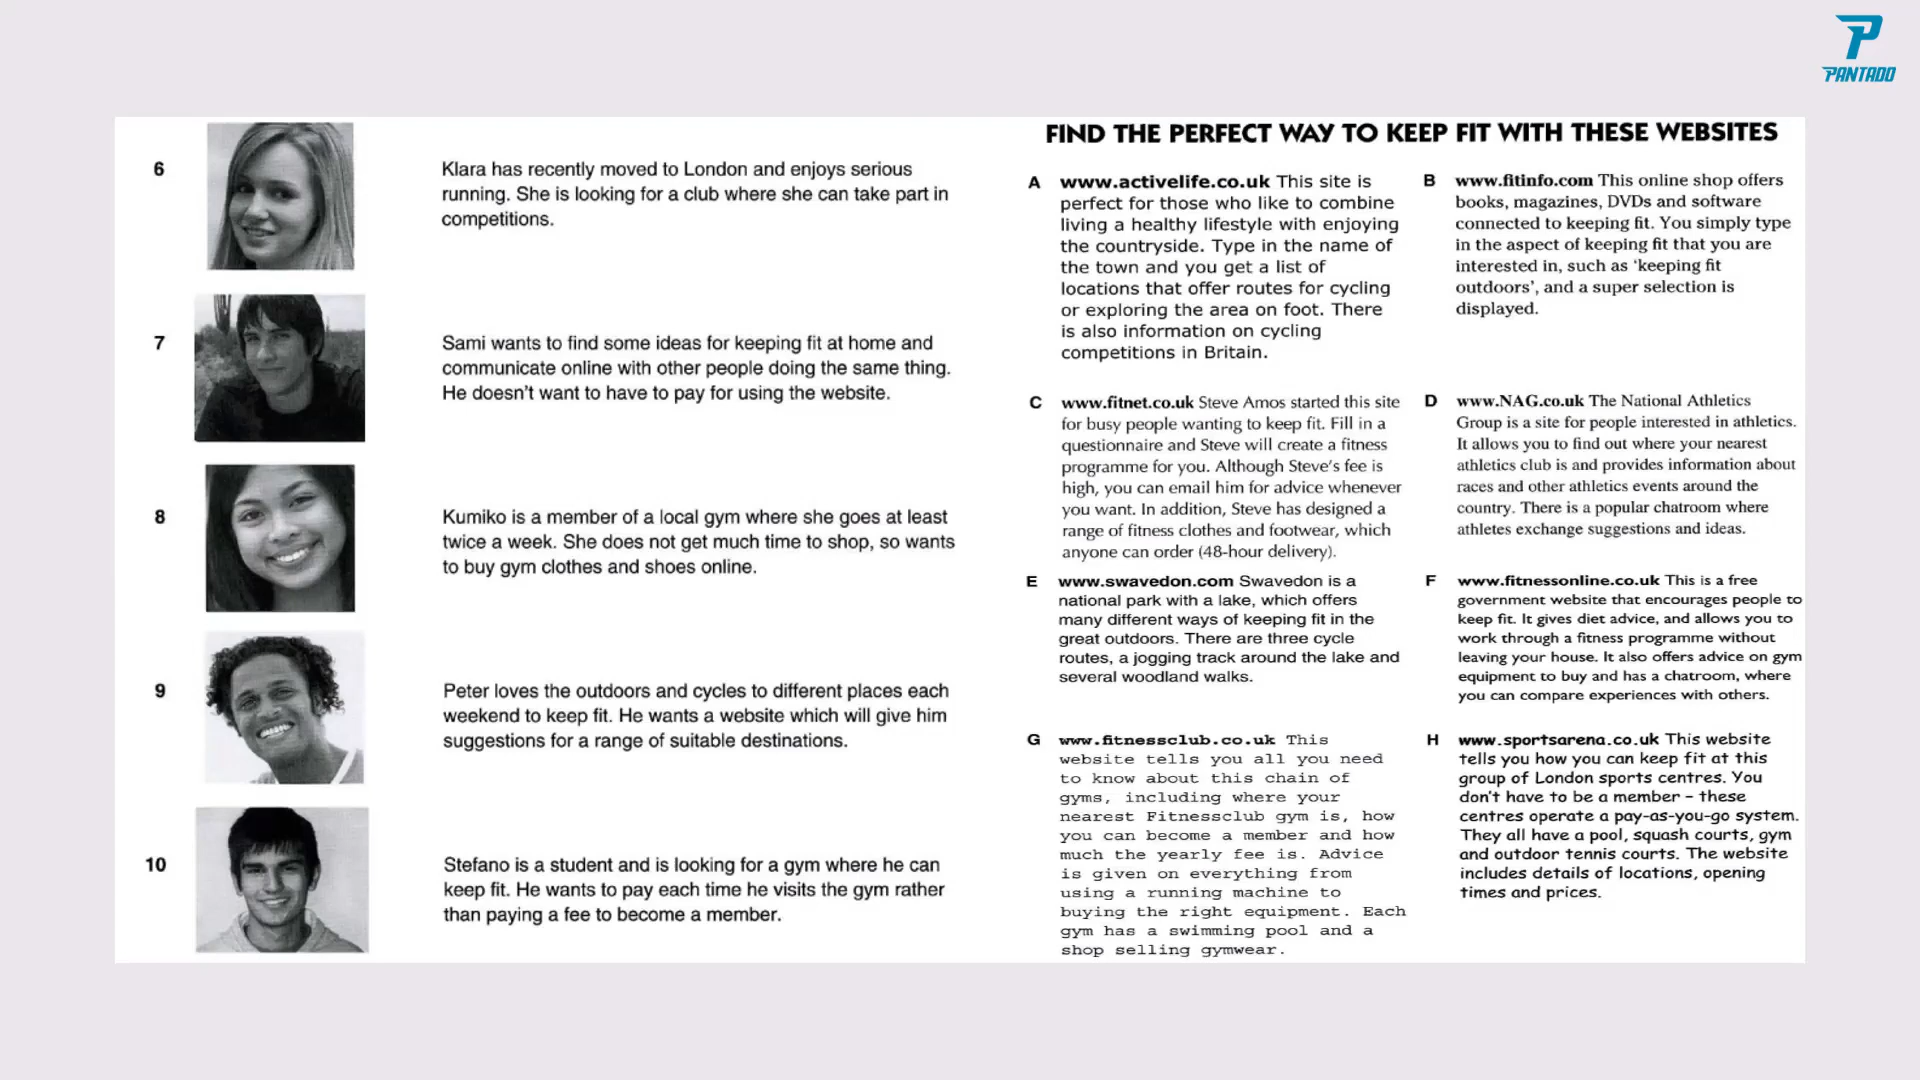 PANTADO
6
Klara has recently moved to London and enjoys serious
running. She is looking for a club where she can take part in
competitions.
7
Sami wants to find some ideas for keeping fit at home and
communicate online with other people doing the same thing.
He doesn't want to have to pay for using the website.
8
Kumiko is a member of a local gym where she goes at least
twice a week. She does not get much time to shop, so wants
to buy gym clothes and shoes online.
9
Peter loves the outdoors and cycles to different places each
weekend to keep fit. He wants a website which will give him
suggestions for a range of suitable destinations.
10
Stefano is a student and is looking for a gym where he can
keep fit. He wants to pay each time he visits the gym rather
than paying a fee to become a member.
FIND THE PERFECT WAY TO KEEP FIT WITH THESE WEBSITES
A www.activelife.co.uk This site is
perfect for those who like to combine
living a healthy lifestyle with enjoying
the countryside. Type in the name of
the town and you get a list of
locations that offer routes for cycling
or exploring the area on foot. There
is also information on cycling
competitions in Britain.
B www.fitinfo.com This online shop offers
books, magazines, DVDs and software
connected to keeping fit. You simply type
in the aspect of keeping fit that you are
interested in, such as 'keeping fit
outdoors', and a super selection is
displayed.
C www.fitnet.co.uk Steve Amos started this site
for busy people wanting to keep fit. Fill in a
questionnaire and Steve will create a fitness
programme for you. Although Steve's fee is
high, you can email him for advice whenever
you want. In addition, Steve has designed a
range of fitness clothes and footwear, which
anyone can order (48-hour delivery).
D www.NAG.co.uk The National Athletics
Group is a site for people interested in athletics.
It allows you to find out where your nearest
athletics club is and provides information about
races and other athletics events around the
country. There is a popular chatroom where
athletes exchange suggestions and ideas.
E www.swavedon.com Swavedon is a
national park with a lake, which offers
many different ways of keeping fit in the
great outdoors. There are three cycle
routes, a jogging track around the lake and
several woodland walks.
F www.fitnessonline.co.uk This is a free
government website that encourages people to
keep fit. It gives diet advice, and allows you to
work through a fitness programme without
leaving your house. It also offers advice on gym
equipment to buy and has a chatroom, where
you can compare experiences with others.
G www.fitnessclub.co.uk This
website tells you all you need
to know about this chain of
gyms, including where your
nearest Fitnessclub gym is, how
you can become a member and how
much the yearly fee is. Advice
is given on everything from
using a running machine to
buying the right equipment. Each
gym has a swimming pool and a
shop selling gymwear.
H www.sportsarena.co.uk This website
tells you how you can keep fit at this
group of London sports centres. You
don't have to be a member – these
centres operate a pay-as-you-go system.
They all have a pool, squash courts, gym
and outdoor tennis courts. The website
includes details of locations, opening
times and prices.